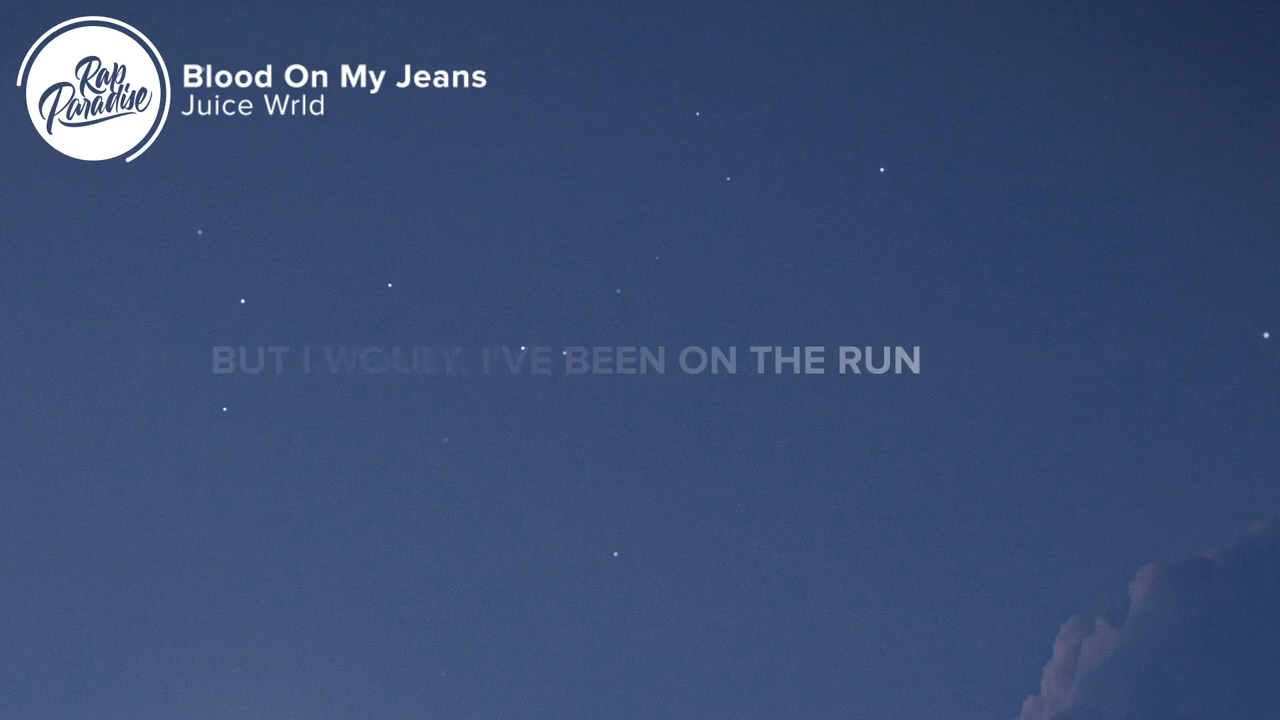 Rap
Paradise
Blood On My Jeans
Juice Wrld
BUT I I'VE BEEN ON THE RUN